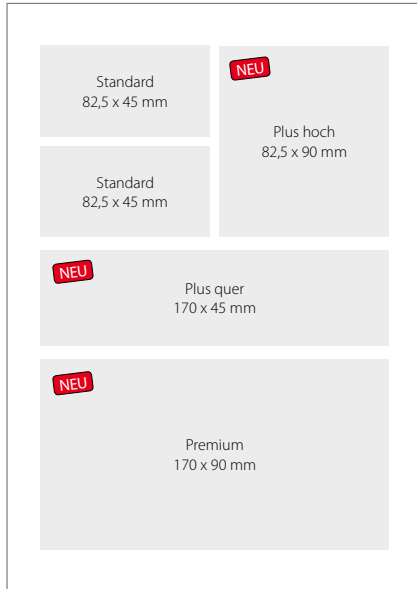 Standard
82,5 x 45 mm
NEU
Plus hoch
82,5 x 90 mm
Standard
82,5 x 45 mm
NEU
Plus quer
170 x 45 mm
NEU
Premium
170 x 90 mm